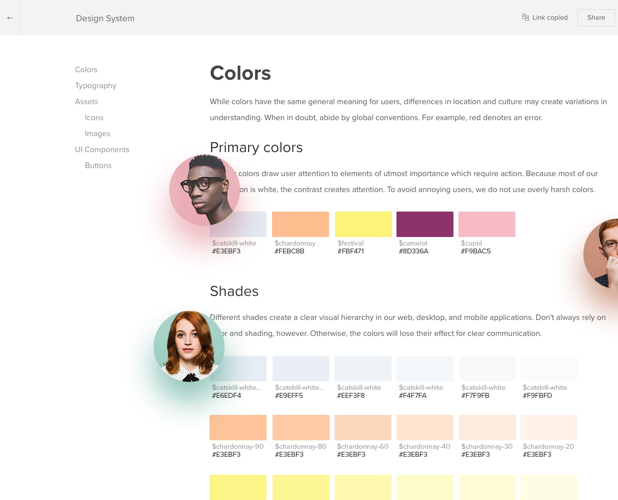 ←
Design System
Link copied
Share
Colors
Typography
Assets
Icons
Images
UI Components
Buttons
Colors
While colors have the same general meaning for users, differences in location and culture may create variations in
understanding. When in doubt, abide by global conventions. For example, red denotes an error.
Primary colors
colors draw user attention to elements of utmost importance which require action. Because most of our
is white, the contrast creates attention. To avoid annoying users, we do not use overly harsh colors.
$catskill-white $chardonnay $festival $camelot $cupid
#E3EBF3 #FEBC8B #FBF471 #8D336A #F9BAC5
Shades
Different shades create a clear visual hierarchy in our web, desktop, and mobile applications. Don't always rely on
and shading, however. Otherwise, the colors will lose their effect for clear communication.
$catskill-white... $catskill-white... $catskill-white $catskill-white $catskill-white $catskill-white
#E6EDF4 #E9EFF5 #EEF3F8 #F4F7FA #F7F9FB #F9FBFD
$chardonnay-90 $chardonnay-80 $chardonnay-60 $chardonnay-40 $chardonnay-30 $chardonnay-20
#E3EBF3 #E3EBF3 #E3EBF3 #E3EBF3 #E3EBF3 #E3EBF3